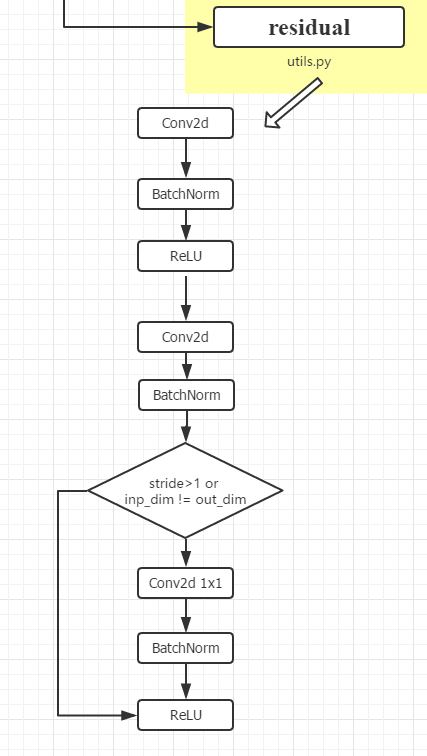 residual
utils.py
Conv2d
BatchNorm
ReLU
Conv2d
BatchNorm
stride>1 or
inp_dim != out_dim
Conv2d 1x1
BatchNorm
ReLU